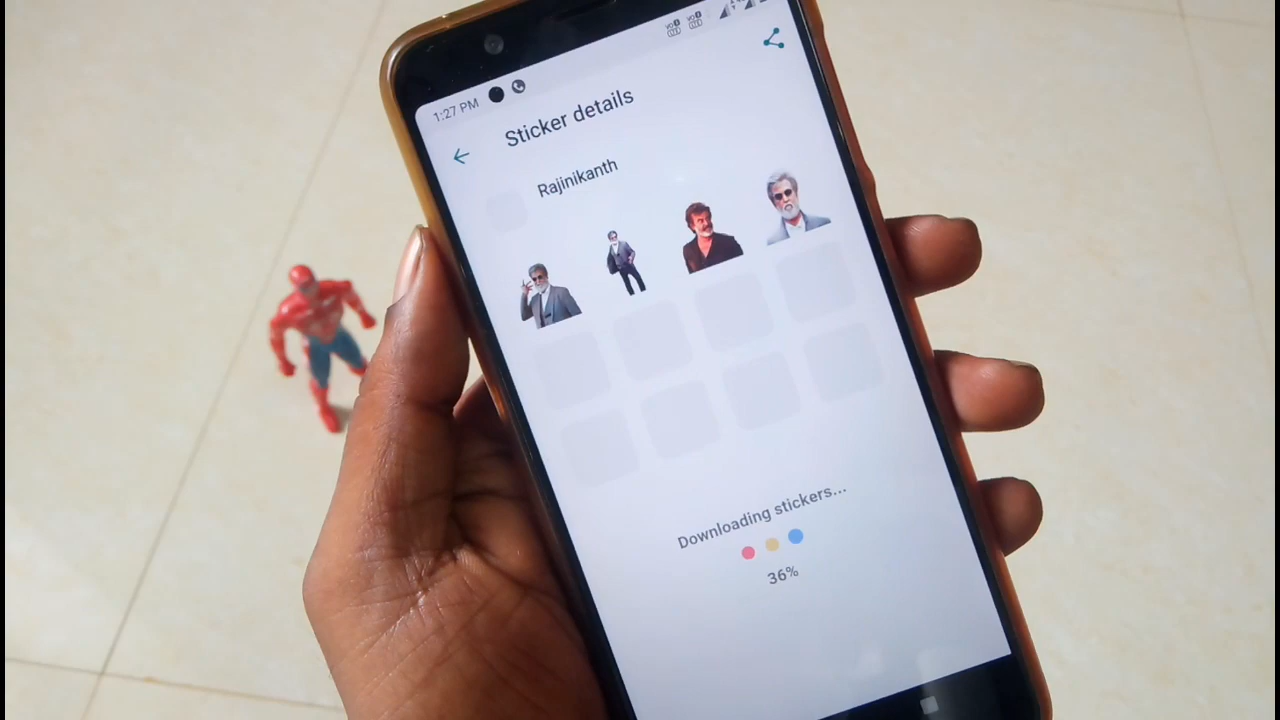 1:27 PM
Sticker details
Rajinikanth
Downloading stickers...
36%